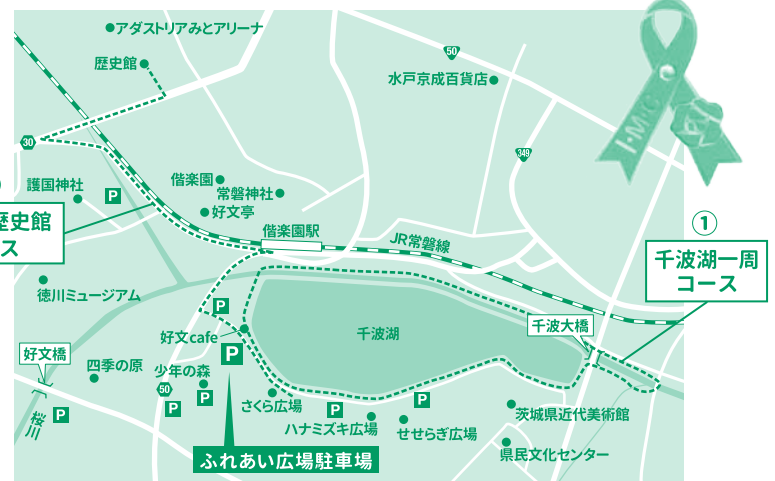 アダストリアみとアリーナ
歴史館
50
水戸京成百貨店
I・M・C
30
349
偕楽園
常磐神社
護国神社
P
好文亭
歴史館
ス
偕楽園駅
JR常磐線
①
千波湖一周
コース
徳川ミュージアム
P
千波大橋
好文cafe
千波湖
P
好文橋
四季の原
少年の森
50
P
P
さくら広場
P
P
桜川
P
ハナミズキ広場
せせらぎ広場
茨城県近代美術館
県民文化センター
ふれあい広場駐車場